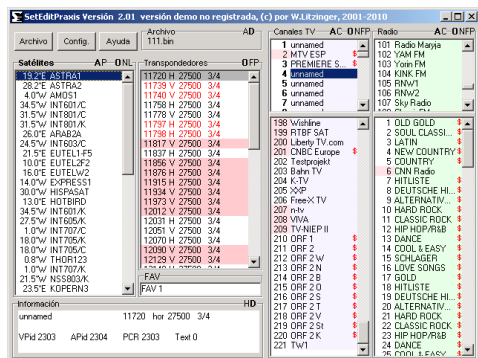 SetEditPraxis Versión 2.01 versión demo no registrada, (c) por W.Litzinger, 2001-2010
Archivo Config. Ayuda
Archivo AD
111.bin
Satélites AP ONL
19.2°E ASTRA1
28.2°E ASTRA2
4.0°W AMOS1
34.5°W INT601/C
31.5°W INT801/C
31.5°W INT801/K
26.0°E ARAB2A
24.5°W INT603/C
21.5°E EUTEL1-F5
10.0°E EUTEL2F2
16.0°E EUTELW2
14.0°W EXPRESS1
30.0°W HISPASAT
13.0°E HOTBIRD
34.5°W INT601/K
27.5°W INT605/K
1.0°W INT707/K
18.0°W INT705/K
18.0°W INT705/C
0.8°W THOR123
1.0°W INT707/K
21.5°W NSS803/K
23.5°E KOPERN3
Transpondedores OFP
11720 H 27500 3/4
11739 V 27500 3/4
11740 V 27500 3/4
11758 H 27500 3/4
11778 V 27500 3/4
11797 H 27500 3/4
11798 H 27500 3/4
11817 V 27500 3/4
11837 H 27500 3/4
11856 V 27500 3/4
11876 H 27500 3/4
11915 H 27500 3/4
11934 V 27500 3/4
11973 V 27500 3/4
12012 V 27500 3/4
12031 H 27500 3/4
12051 V 27500 3/4
12070 H 27500 3/4
12090 V 27500 3/4
12129 V 27500 3/4
FAV
FAV 1
Canales TV AC ONFP
1 unnamed
2 MTV ESP $
3 PREMIERE S... $
4 unnamed
5 unnamed
6 unnamed
7 unnamed
198 Wishline
199 RTBF SAT
200 Liberty TV.com
201 CNBC Europe $
202 Testprojekt
203 Bahn TV
204 K-TV
205 XXP
206 Free-X TV
207 n-tv
208 VIVA
209 TV-NIEP II
210 ORF 1 $
211 ORF 2 $
212 ORF 2 W $
213 ORF 2 N $
214 ORF 2 B $
215 ORF 2 O $
216 ORF 2 S $
217 ORF 2 T $
218 ORF 2 V $
219 ORF 2 St $
220 ORF 2 K $
221 TW1
Radio AC ONFP
101 Radio Maryja
102 YAM FM
103 Yorin FM
104 KINK FM
105 RNW1
106 RNW2
107 Sky Radio
1 OLD GOLD $
2 SOUL CLASSI... $
3 LATIN $
4 NEW COUNTRY $
5 COUNTRY $
6 CNN Radio
7 HITLISTE $
8 DEUTSCHE HI... $
9 ALTERNATIV... $
10 HARD ROCK $
11 CLASSIC ROCK $
12 HIP HOP/R&B $
13 DANCE $
14 COOL & EASY $
15 SCHLAGER $
16 LOVE SONGS $
17 GOLD $
18 HITLISTE $
19 DEUTSCHE HI... $
20 ALTERNATIV... $
21 HARD ROCK $
22 CLASSIC ROCK $
23 HIP HOP/R&B $
24 DANCE $
25 COOL & EASY $
Información HD
unnamed 11720 hor 27500 3/4
VPid 2303 APid 2304 PCR 2303 Text 0